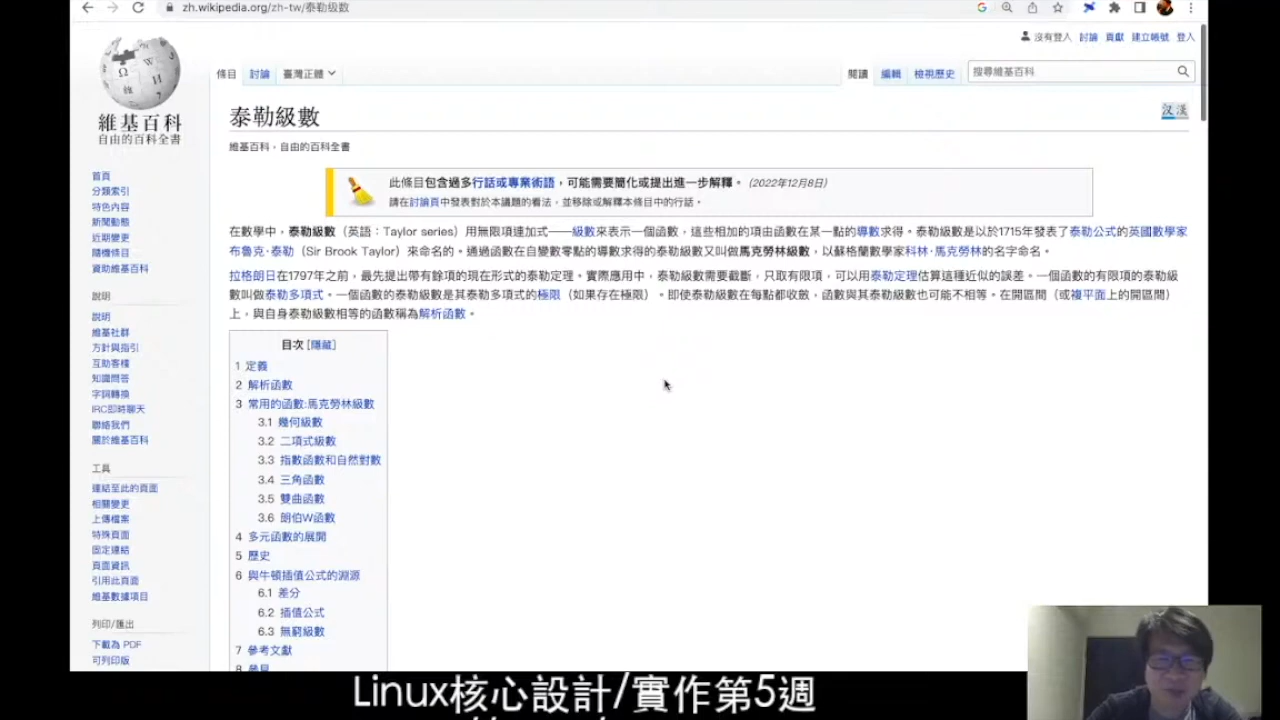 zh.wikipedia.org/zh-tw/泰勒级数
沒有登入 討論 貢獻 建立帳號 登入
條目 討論 臺灣正體
閱讀 編輯 檢視歷史 搜尋維基百科
維基百科
自由的百科全書
泰勒級數
汉 漢
維基百科,自由的百科全書
此條目包含過多行話或專業術語,可能需要簡化或提出進一步解釋。 (2022年12月8日)
請在討論頁中發表對於本議題的看法,並移除或解釋本條目中的行話。
在數學中,泰勒級數(英語:Taylor series)用無限項連加式——級數來表示一個函數,這些相加的項由函數在某一點的導數求得。泰勒級數是以於1715年發表了泰勒公式的英國數學家
布魯克·泰勒(Sir Brook Taylor)來命名的。通過函數在自變數零點的導數求得的泰勒級數又叫做馬克勞林級數,以蘇格蘭數學家科林·馬克勞林的名字命名。
拉格朗日在1797年之前,最先提出帶有餘項的現在形式的泰勒定理。實際應用中,泰勒級數需要截斷,只取有限項,可以用泰勒定理估算這種近似的誤差。一個函數的有限項的泰勒級
數叫做泰勒多項式。一個函數的泰勒級數是其泰勒多項式的極限(如果存在極限)。即使泰勒級數在每點都收斂,函數與其泰勒級數也可能不相等。在開區間(或複平面上的開區間)
上,與自身泰勒級數相等的函數稱為解析函數。
目次 [隱藏]
1 定義
2 解析函數
3 常用的函數:馬克勞林級數
3.1 幾何級數
3.2 二項式級數
3.3 指數函數和自然對數
3.4 三角函數
3.5 雙曲函數
3.6 朗伯W函數
4 多元函數的展開
5 歷史
6 與牛頓插值公式的淵源
6.1 差分
6.2 插值公式
6.3 無窮級數
7 參考文獻
8 參見
首頁
分類索引
特色內容
新聞動態
近期變更
隨機條目
資助維基百科
說明
說明
維基社群
方針與指引
互助客棧
知識問答
字詞轉換
IRC即時聊天
聯絡我們
關於維基百科
工具
連結至此的頁面
相關變更
上傳檔案
特殊頁面
固定連結
頁面資訊
引用此頁面
維基數據項目
列印/匯出
下載為 PDF
可列印版
Linux核心設計/實作第5週